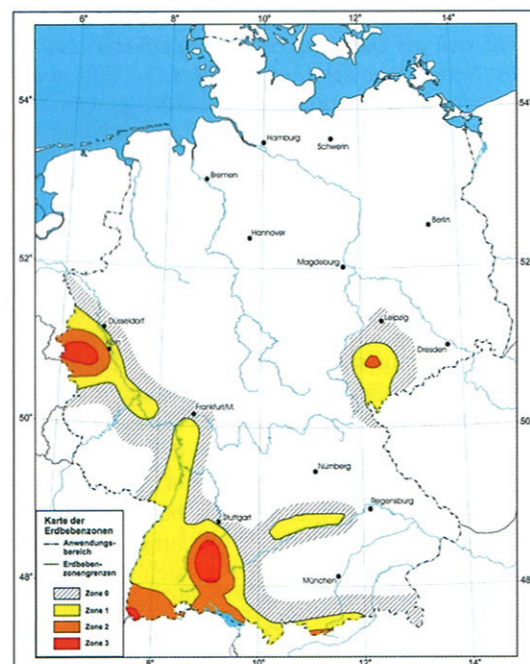 6° 8° 10° 12° 14°
54° 54°
Hamburg
Schwerin
Bremen
Berlin
Hannover
52° 52°
Magdeburg
Leipzig
Düsseldorf
Dresden
50° 50°
Frankfurt/M.
Nürnberg
Regensburg
Stuttgart
München
48° 48°
Karte der
Erdbebenzonen
Anwendungs-
bereich
Erdbeben-
zonengrenzen
Zone 0
Zone 1
Zone 2
Zone 3
8° 10° 12° 14°